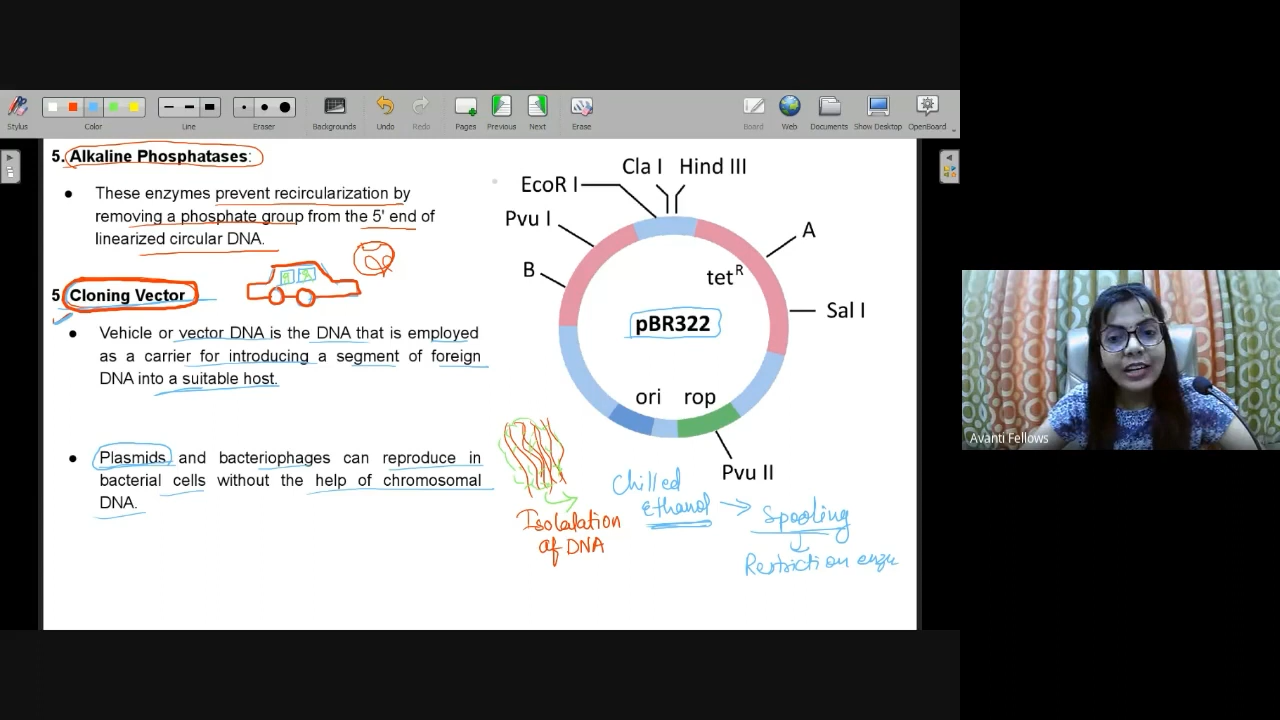 Stylus
Color
Line
Eraser
Backgrounds
Undo
Redo
Pages
Previous
Next
Erase
Board
Web
Documents
Show Desktop
OpenBoard
5. Alkaline Phosphatases:
• These enzymes prevent recircularization by
removing a phosphate group from the 5' end of
linearized circular DNA.
5 Cloning Vector
• Vehicle or vector DNA is the DNA that is employed
as a carrier for introducing a segment of foreign
DNA into a suitable host.
• Plasmids and bacteriophages can reproduce in
bacterial cells without the help of chromosomal
DNA.
Cla I
Hind III
EcoR I
Pvu I
A
B
tetR
Sal I
pBR322
ori
rop
Pvu II
Chilled
Ethanol → Spooling
Isolalation
of DNA
Restriction enzu
Avanti Fellows